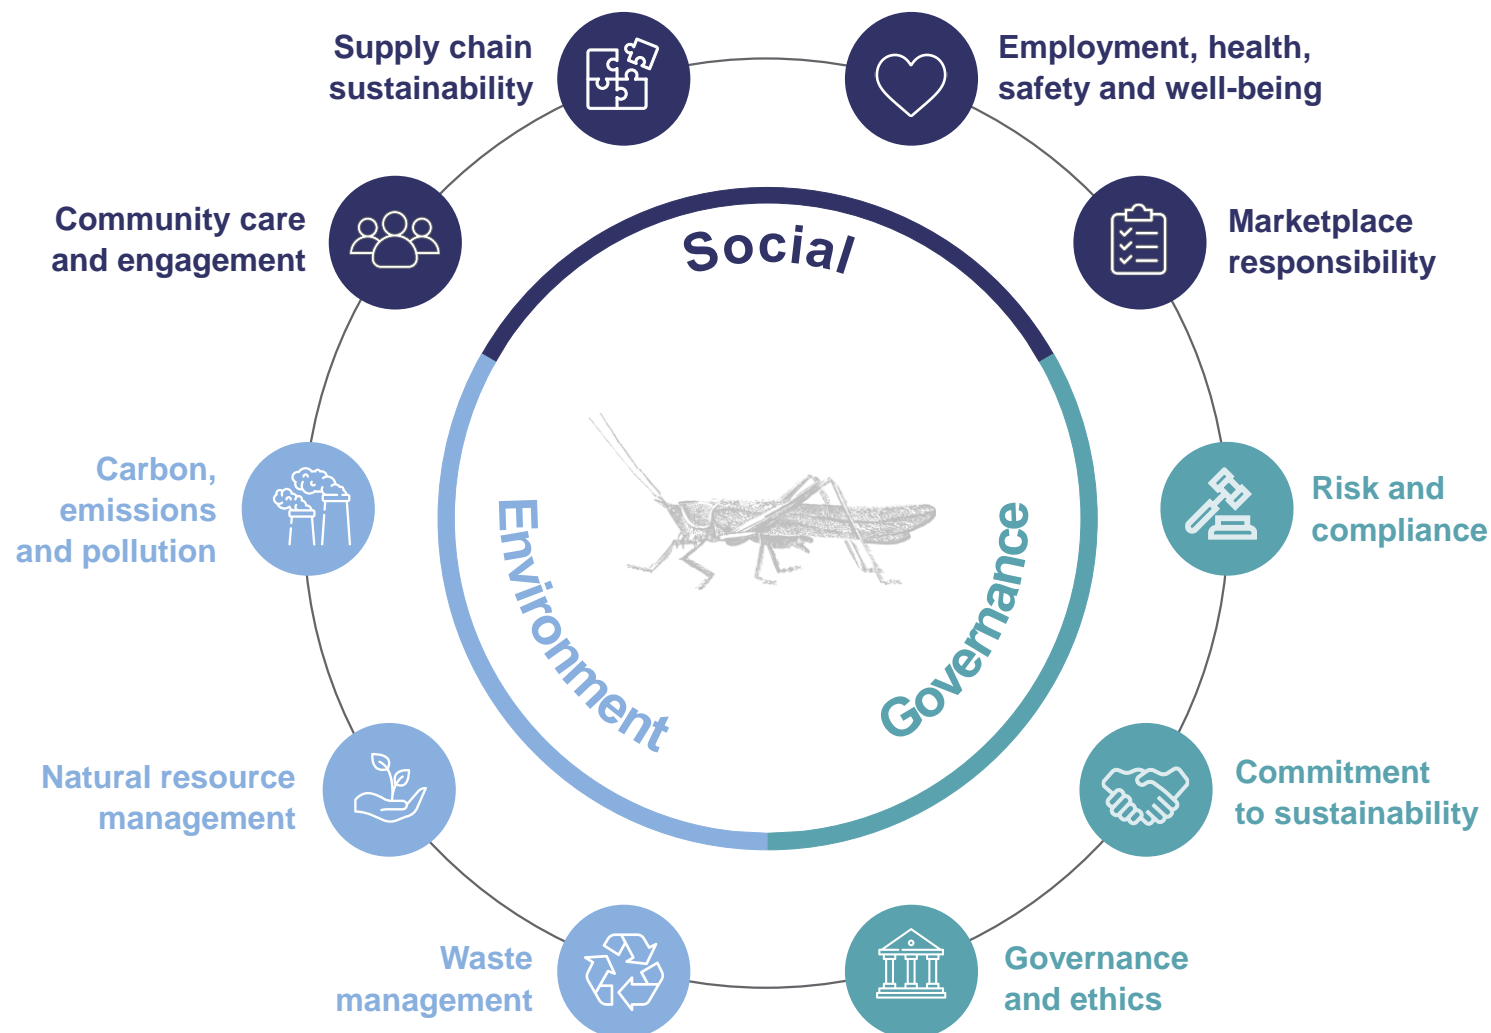 Supply chain
sustainability
Employment, health,
safety and well-being
Community care
and engagement
Marketplace
responsibility
Social
Carbon,
emissions
and pollution
Risk and
compliance
Environment
Governance
Natural resource
management
Commitment
to sustainability
Waste
management
Governance
and ethics